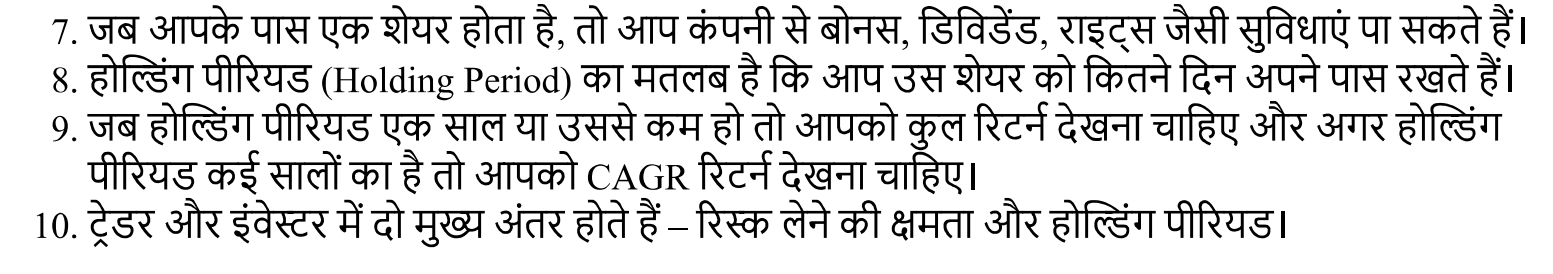 7. जब आपके पास एक शेयर होता है, तो आप कंपनी से बोनस, डिविडेंड, राइट्स जैसी सुविधाएं पा सकते हैं।
8. होल्डिंग पीरियड (Holding Period) का मतलब है कि आप उस शेयर को कितने दिन अपने पास रखते हैं।
9. जब होल्डिंग पीरियड एक साल या उससे कम हो तो आपको कुल रिटर्न देखना चाहिए और अगर होल्डिंग
पीरियड कई सालों का है तो आपको CAGR रिटर्न देखना चाहिए।
10. ट्रेडर और इंवेस्टर में दो मुख्य अंतर होते हैं – रिस्क लेने की क्षमता और होल्डिंग पीरियड।